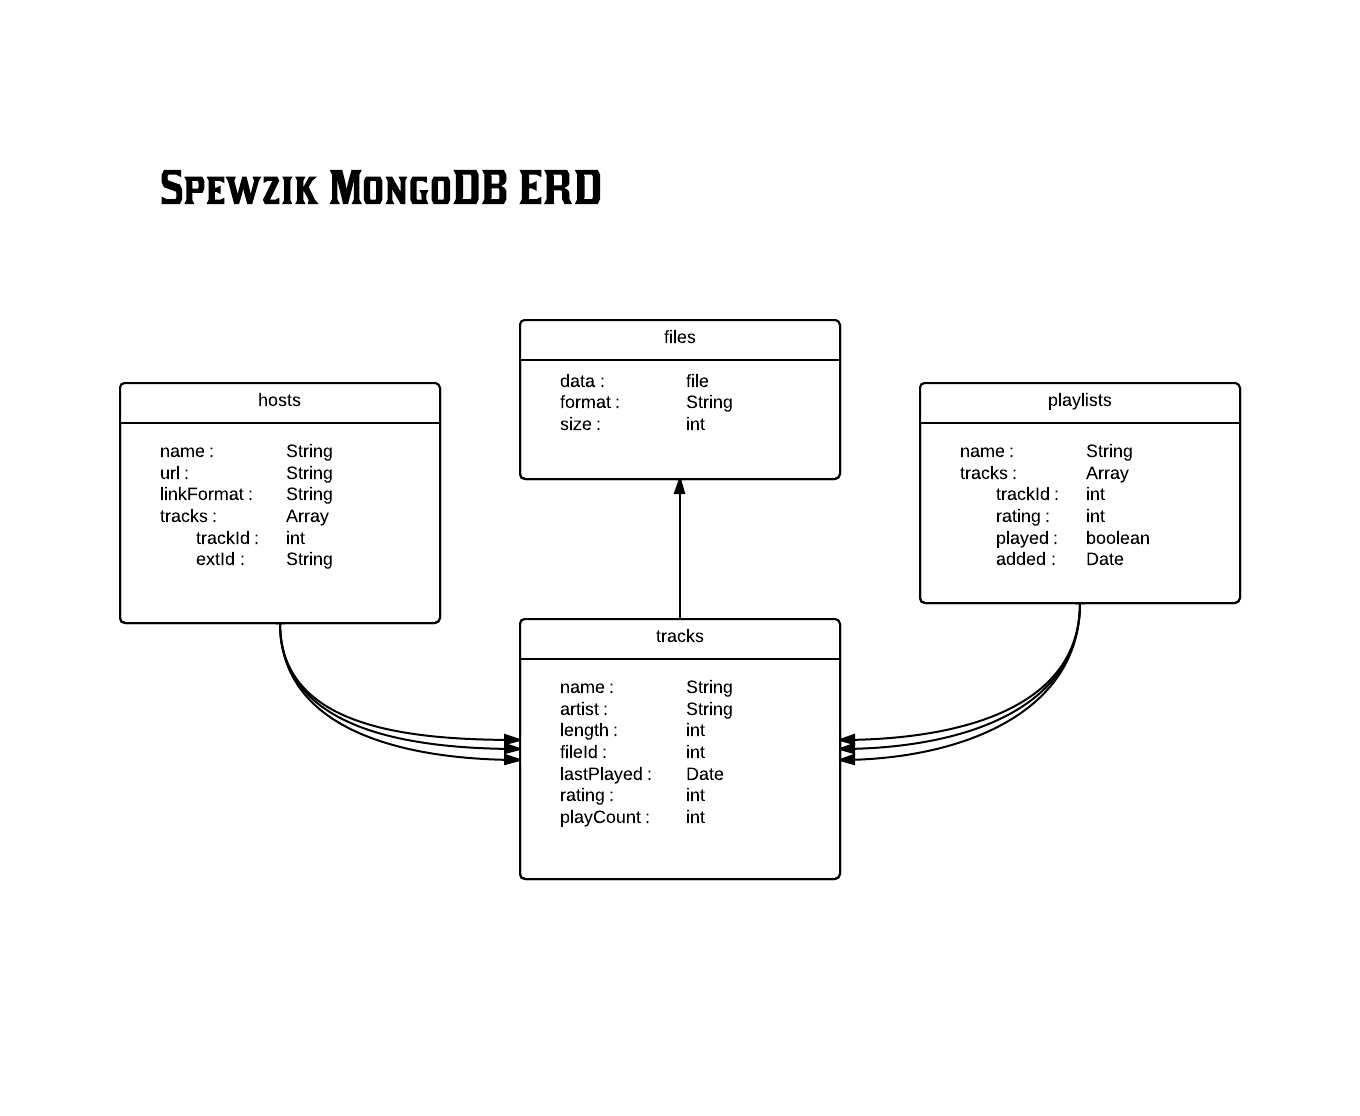 Spewzik MongoDB ERD
files
data : file
format : String
size : int
hosts
name : String
url : String
linkFormat : String
tracks : Array
trackId : int
extId : String
playlists
name : String
tracks : Array
trackId : int
rating : int
played : boolean
added : Date
tracks
name : String
artist : String
length : int
fileId : int
lastPlayed : Date
rating : int
playCount : int